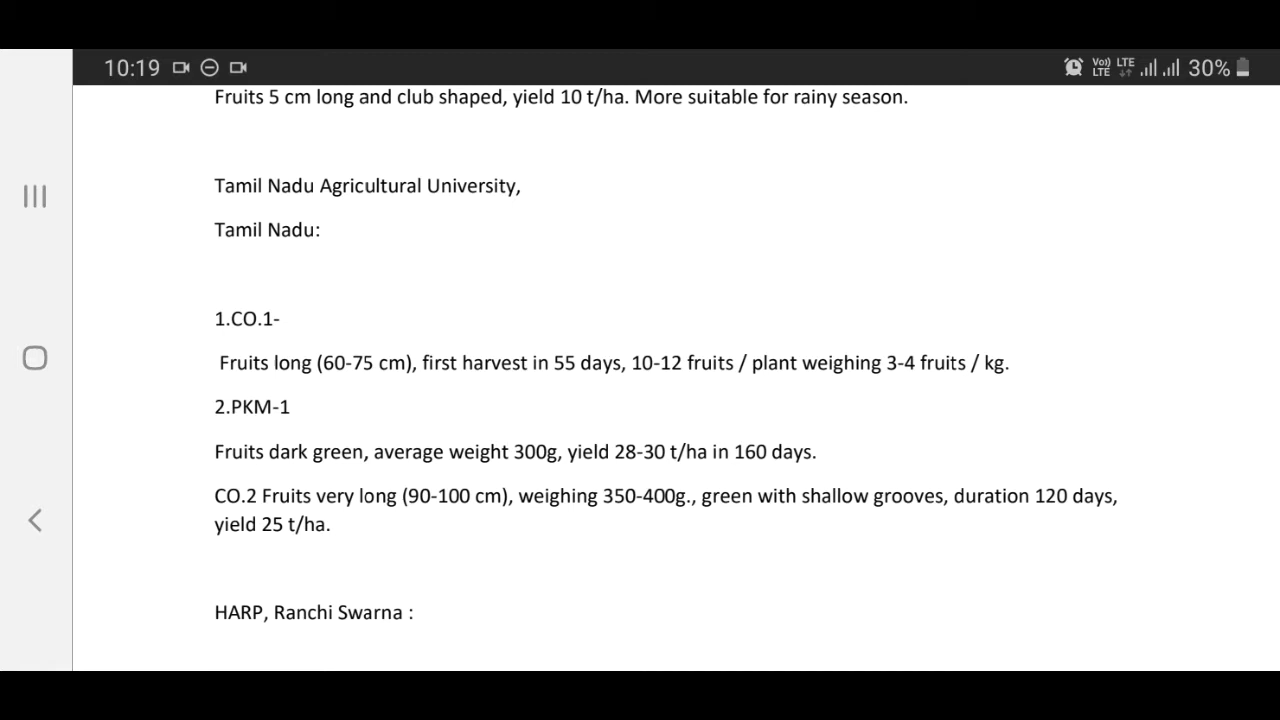 10:19
Vo)) LTE
LTE
30%
Fruits 5 cm long and club shaped, yield 10 t/ha. More suitable for rainy season.
Tamil Nadu Agricultural University,
Tamil Nadu:
1.CO.1-
Fruits long (60-75 cm), first harvest in 55 days, 10-12 fruits / plant weighing 3-4 fruits / kg.
2.PKM-1
Fruits dark green, average weight 300g, yield 28-30 t/ha in 160 days.
CO.2 Fruits very long (90-100 cm), weighing 350-400g., green with shallow grooves, duration 120 days,
yield 25 t/ha.
HARP, Ranchi Swarna :